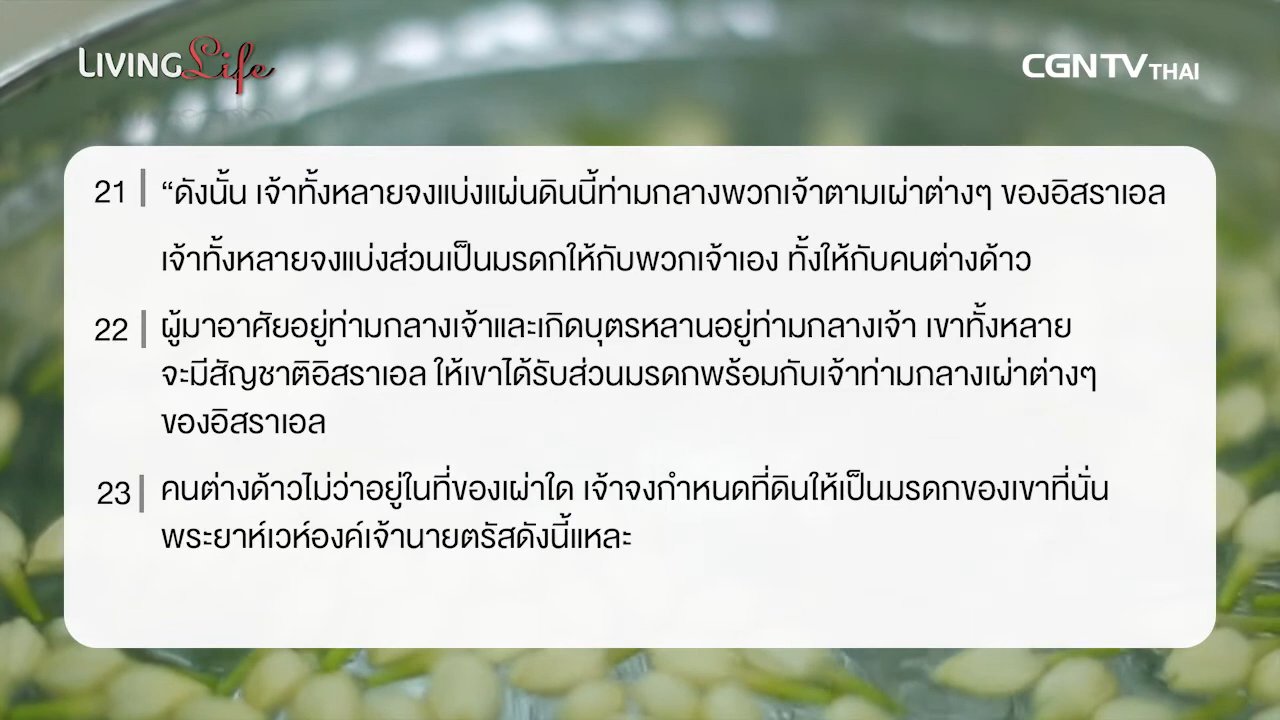 LIVING Life
CGNTV THAI
21 “ดังนั้น เจ้าทั้งหลายจงแบ่งแผ่นดินนี้ท่ามกลางพวกเจ้าตามเผ่าต่างๆ ของอิสราเอล
เจ้าทั้งหลายจงแบ่งส่วนเป็นมรดกให้กับพวกเจ้าเอง ทั้งให้กับคนต่างด้าว
22 ผู้มาอาศัยอยู่ท่ามกลางเจ้าและเกิดบุตรหลานอยู่ท่ามกลางเจ้า เขาทั้งหลาย
จะมีสัญชาติอิสราเอล ให้เขาได้รับส่วนมรดกพร้อมกับเจ้าท่ามกลางเผ่าต่างๆ
ของอิสราเอล
23 คนต่างด้าวไม่ว่าอยู่ในที่ของเผ่าใด เจ้าจงกำหนดที่ดินให้เป็นมรดกของเขาที่นั่น
พระยาห์เวห์องค์เจ้านายตรัสดังนี้แหละ